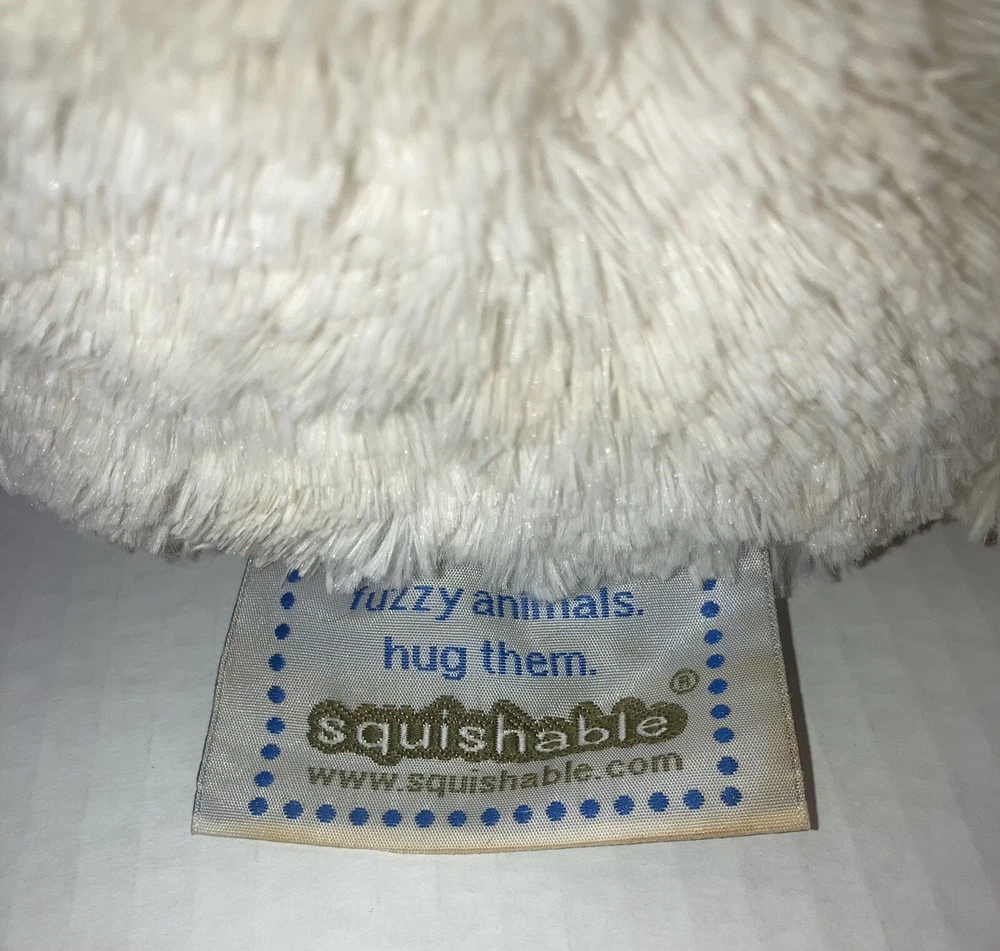 fuzzy animals.
hug them.
squishable®
www.squishable.com